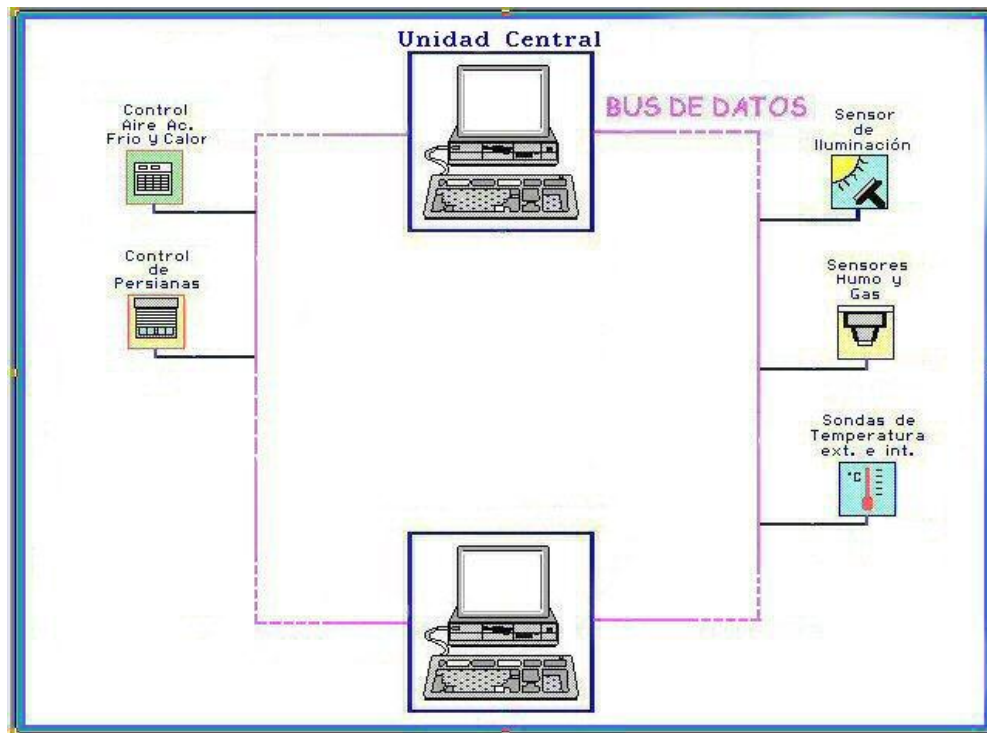 Unidad Central
BUS DE DATOS
Control
Aire Ac.
Frio y Calor
Control
de
Persianas
Sensor
de
Iluminación
Sensores
Humo y
Gas
Sondas de
Temperatura
ext. e int.
°C